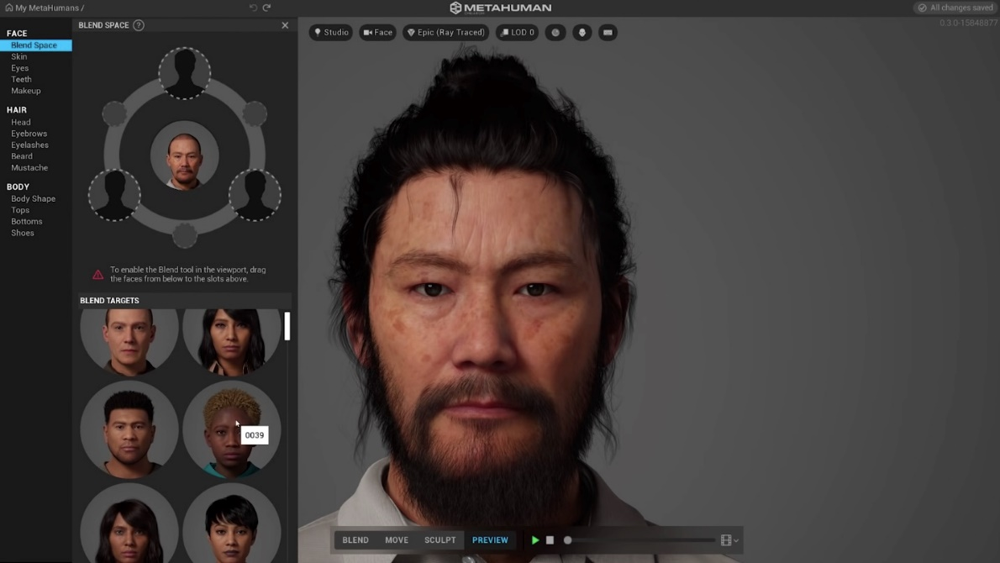 My MetaHumans /
METAHUMAN
All changes saved
0.3.0-15848877
FACE
Blend Space
Skin
Eyes
Teeth
Makeup
HAIR
Head
Eyebrows
Eyelashes
Beard
Mustache
BODY
Body Shape
Tops
Bottoms
Shoes
BLEND SPACE ?
To enable the Blend tool in the viewport, drag
the faces from below to the slots above.
BLEND TARGETS
0039
Studio
Face
Epic (Ray Traced)
LOD 0
BLEND
MOVE
SCULPT
PREVIEW